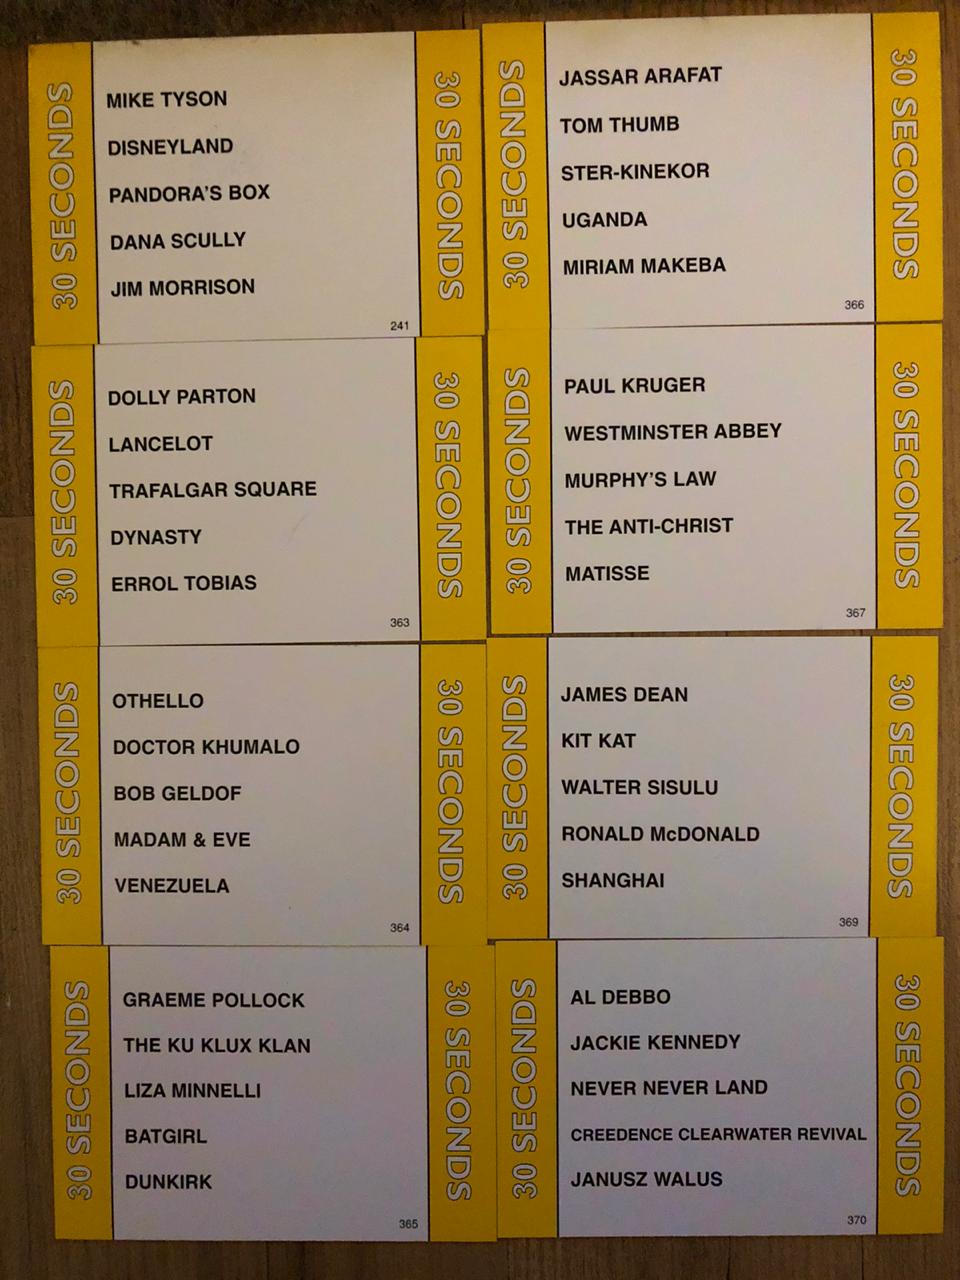 30 SECONDS
MIKE TYSON
DISNEYLAND
PANDORA'S BOX
DANA SCULLY
JIM MORRISON
241
30 SECONDS
30 SECONDS
JASSAR ARAFAT
TOM THUMB
STER-KINEKOR
UGANDA
MIRIAM MAKEBA
366
30 SECONDS
30 SECONDS
DOLLY PARTON
LANCELOT
TRAFALGAR SQUARE
DYNASTY
ERROL TOBIAS
363
30 SECONDS
30 SECONDS
PAUL KRUGER
WESTMINSTER ABBEY
MURPHY'S LAW
THE ANTI-CHRIST
MATISSE
367
30 SECONDS
30 SECONDS
OTHELLO
DOCTOR KHUMALO
BOB GELDOF
MADAM & EVE
VENEZUELA
364
30 SECONDS
30 SECONDS
JAMES DEAN
KIT KAT
WALTER SISULU
RONALD McDONALD
SHANGHAI
369
30 SECONDS
30 SECONDS
GRAEME POLLOCK
THE KU KLUX KLAN
LIZA MINNELLI
BATGIRL
DUNKIRK
365
30 SECONDS
30 SECONDS
AL DEBBO
JACKIE KENNEDY
NEVER NEVER LAND
CREEDENCE CLEARWATER REVIVAL
JANUSZ WALUS
370
30 SECONDS